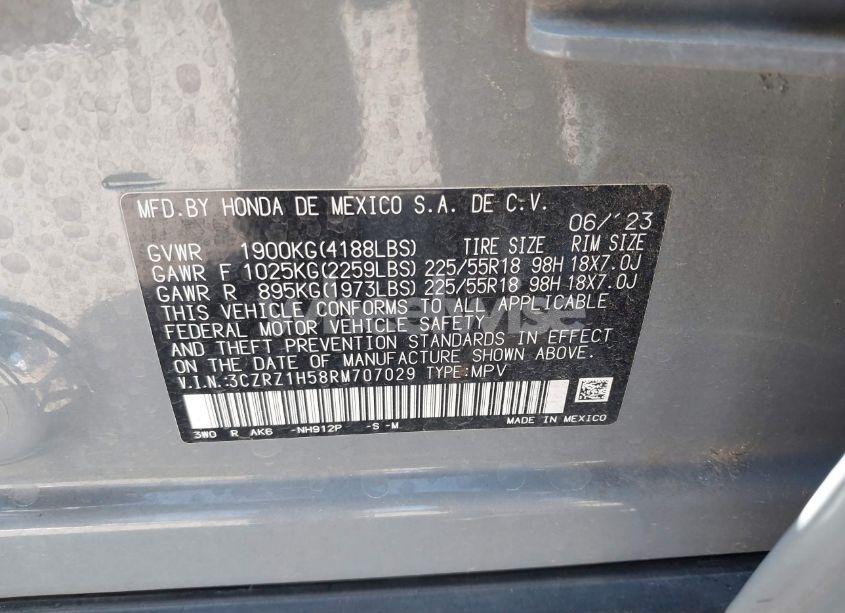 MFD.BY HONDA DE MEXICO S.A. DE C.V.
06/'23
GVWR 1900KG(4188LBS) TIRE SIZE RIM SIZE
GAWR F 1025KG(2259LBS) 225/55R18 98H 18X7.0J
GAWR R 895KG(1973LBS) 225/55R18 98H 18X7.0J
THIS VEHICLE CONFORMS TO ALL APPLICABLE
FEDERAL MOTOR VEHICLE SAFETY
AND THEFT PREVENTION STANDARDS IN EFFECT
ON THE DATE OF MANUFACTURE SHOWN ABOVE.
V.I.N.:3CZRZ1H58RM707029 TYPE:MPV
3W0 R AK6 -NH912P -S -M
MADE IN MEXICO